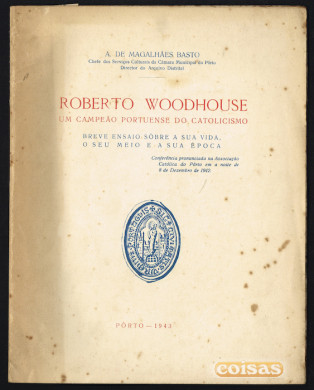 A. DE MAGALHÃES BASTO
Chefe dos Serviços Culturais da Câmara Municipal do Pôrto
Director do Arquivo Distrital
ROBERTO WOODHOUSE
UM CAMPEÃO PORTUENSE DO CATOLICISMO
BREVE ENSAIO SÔBRE A SUA VIDA,
O SEU MEIO E A SUA ÉPOCA
Conferência pronunciada na Associação
Católica do Pôrto em a noite de
9 de Dezembro de 1942
PÔRTO — 1943
coisas